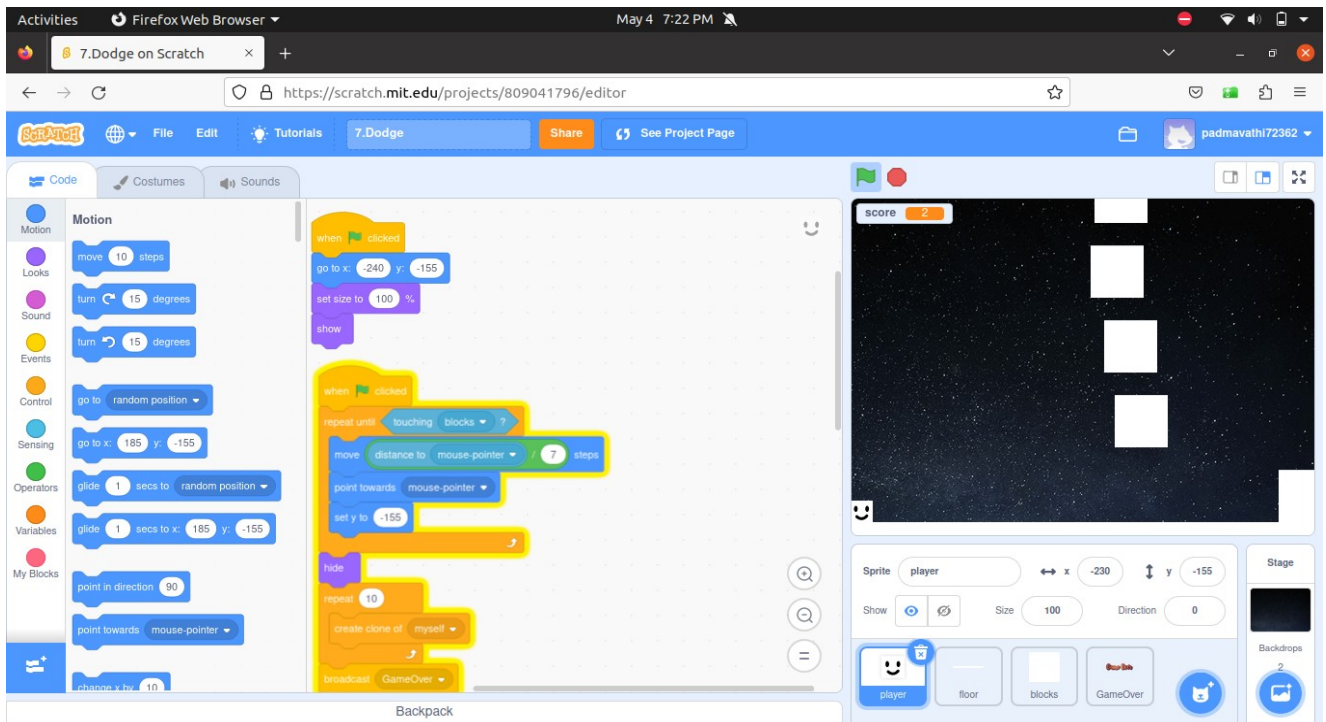 Activities Firefox Web Browser May 4 7:22 PM
7.Dodge on Scratch
https://scratch.mit.edu/projects/809041796/editor
SCRATCH File Edit Tutorials 7.Dodge Share See Project Page padmavathi72362
Code Costumes Sounds
Motion
Looks
Sound
Events
Control
Sensing
Operators
Variables
My Blocks
Motion
move 10 steps
turn 15 degrees
turn 15 degrees
go to random position
go to x: 185 y: -155
glide 1 secs to random position
glide 1 secs to x: 185 y: -155
point in direction 90
point towards mouse-pointer
change x by 10
when clicked
go to x: -240 y: -155
set size to 100 %
show
when clicked
repeat until touching blocks ?
move distance to mouse-pointer / 7 steps
point towards mouse-pointer
set y to -155
hide
repeat 10
create clone of myself
broadcast GameOver
Backpack
score 2
Sprite player x -230 y -155
Show Size 100 Direction 0
player
floor
blocks
GameOver
Stage
Backdrops
2